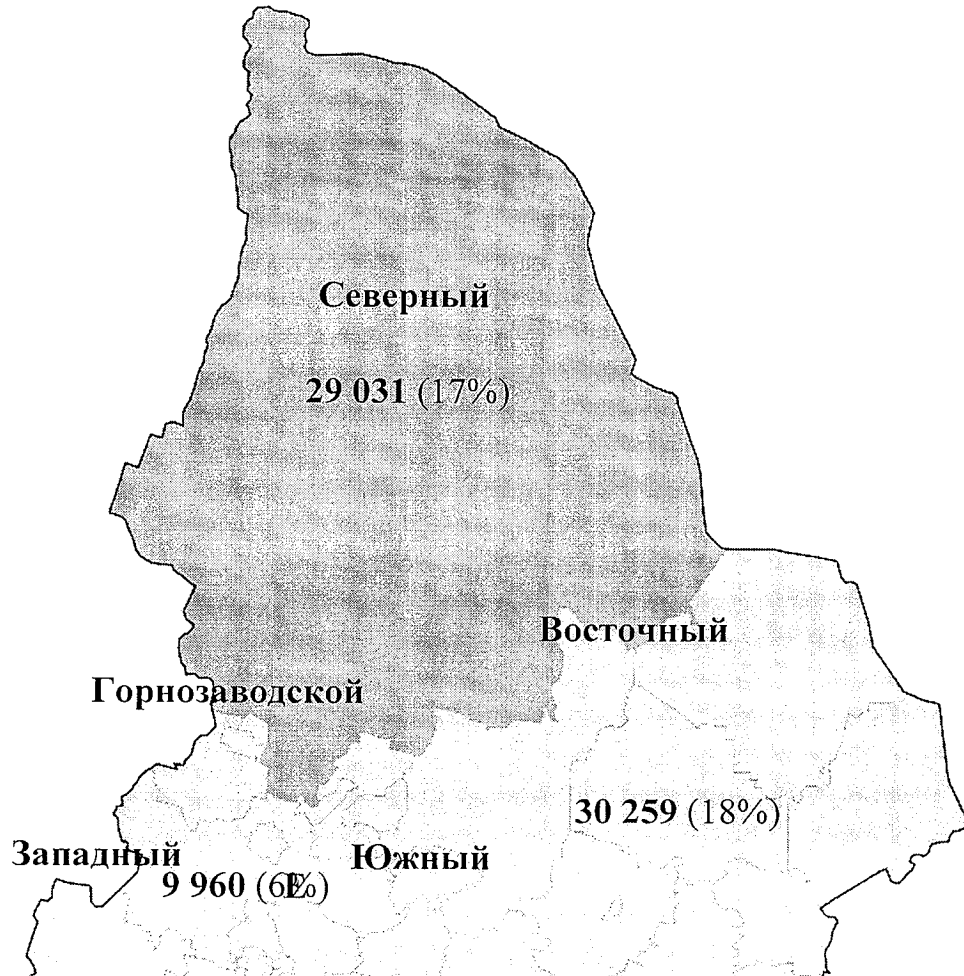 Северный
29 031 (17%)
Восточный
Горнозаводской
30 259 (18%)
Западный
Южный
9 960